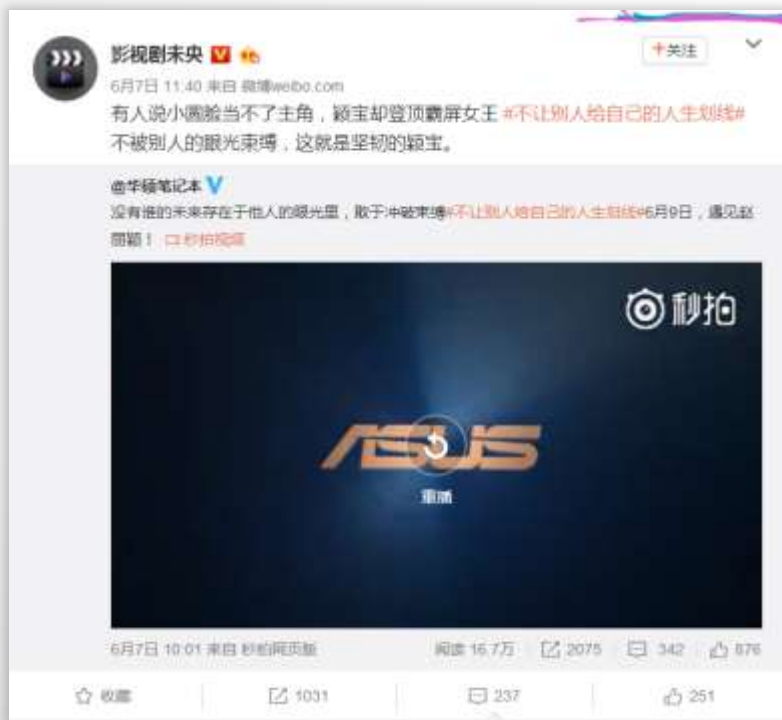 影视剧未央
+关注
6月7日 11:40 来自 微博weibo.com
有人说小圆脸当不了主角，颖宝却登顶霸屏女王 #不让别人给自己的人生划线#
不被别人的眼光束缚，这就是坚韧的颖宝。
@华硕笔记本
没有谁的未来存在于他人的眼光里，敢于冲破束缚#不让别人给自己的人生划线#6月9日，遇见赵
丽颖！ 秒拍视频
秒拍
ASUS
重播
6月7日 10:01 来自 秒拍网页版 阅读 16.7万 2075 342 876
收藏 1031 237 251